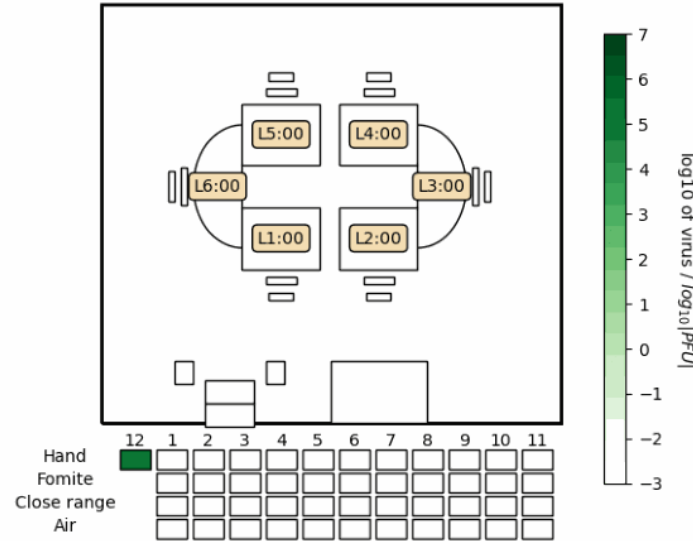 L5:00 L4:00
L6:00 L3:00
L1:00 L2:00
12 1 2 3 4 5 6 7 8 9 10 11
Hand
Fomite
Close range
Air
7
6
5
4
3
2
1
0
−1
−2
−3
log10 of virus / log₁₀|PFU|